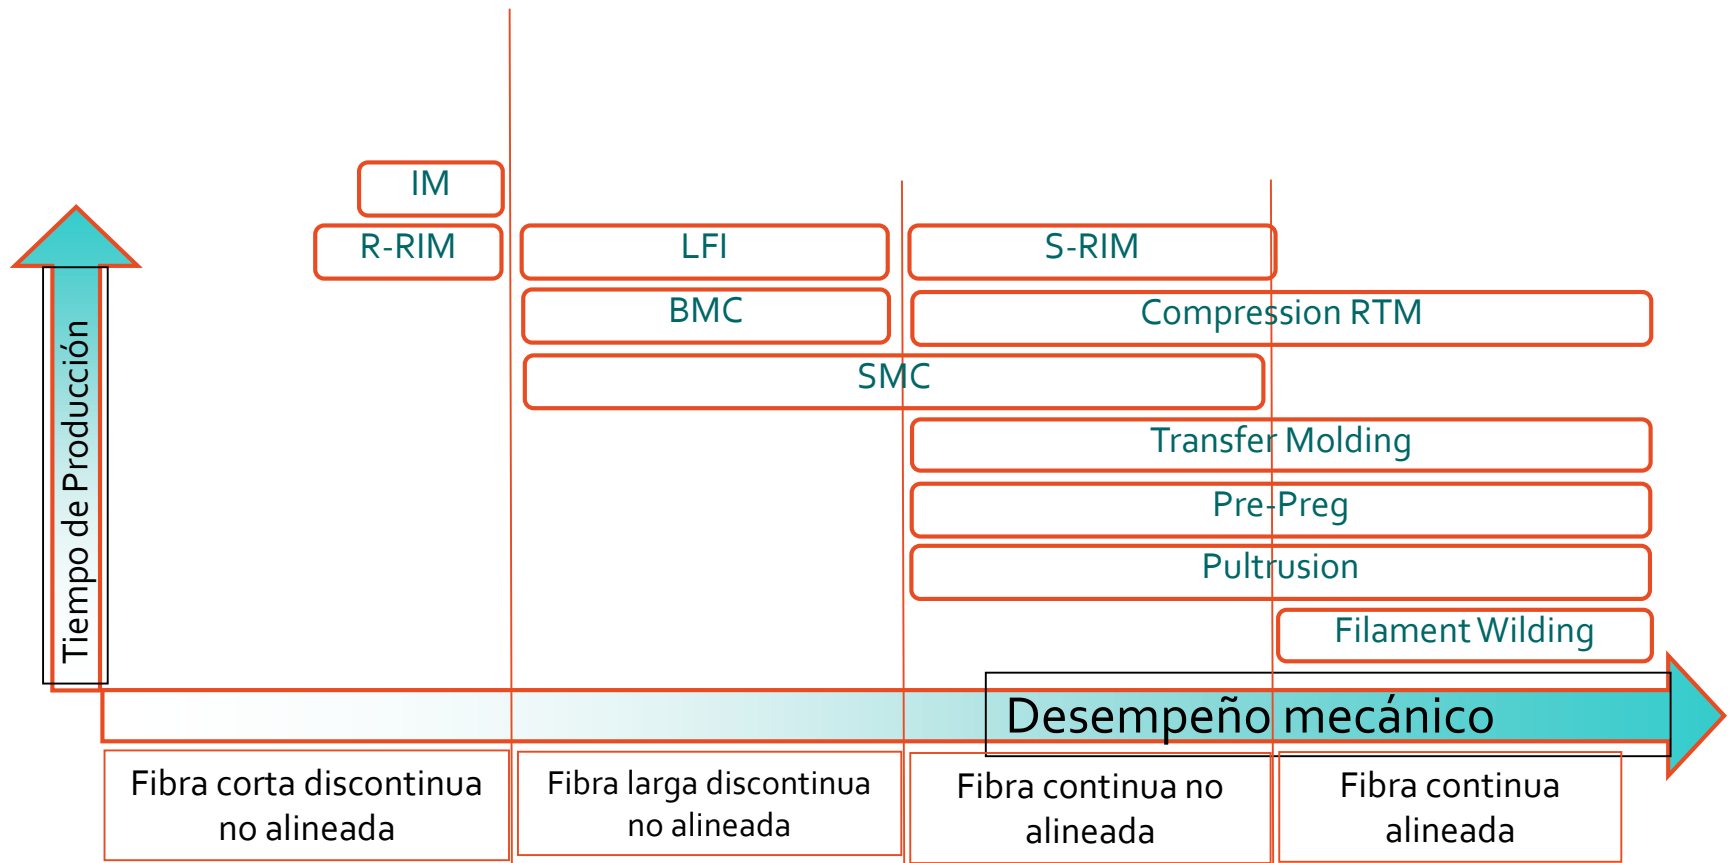 IM
R-RIM
LFI
S-RIM
BMC
Compression RTM
SMC
Transfer Molding
Pre-Preg
Pultrusion
Filament Wilding
Tiempo de Producción
Desempeño mecánico
Fibra corta discontinua
no alineada
Fibra larga discontinua
no alineada
Fibra continua no
alineada
Fibra continua
alineada